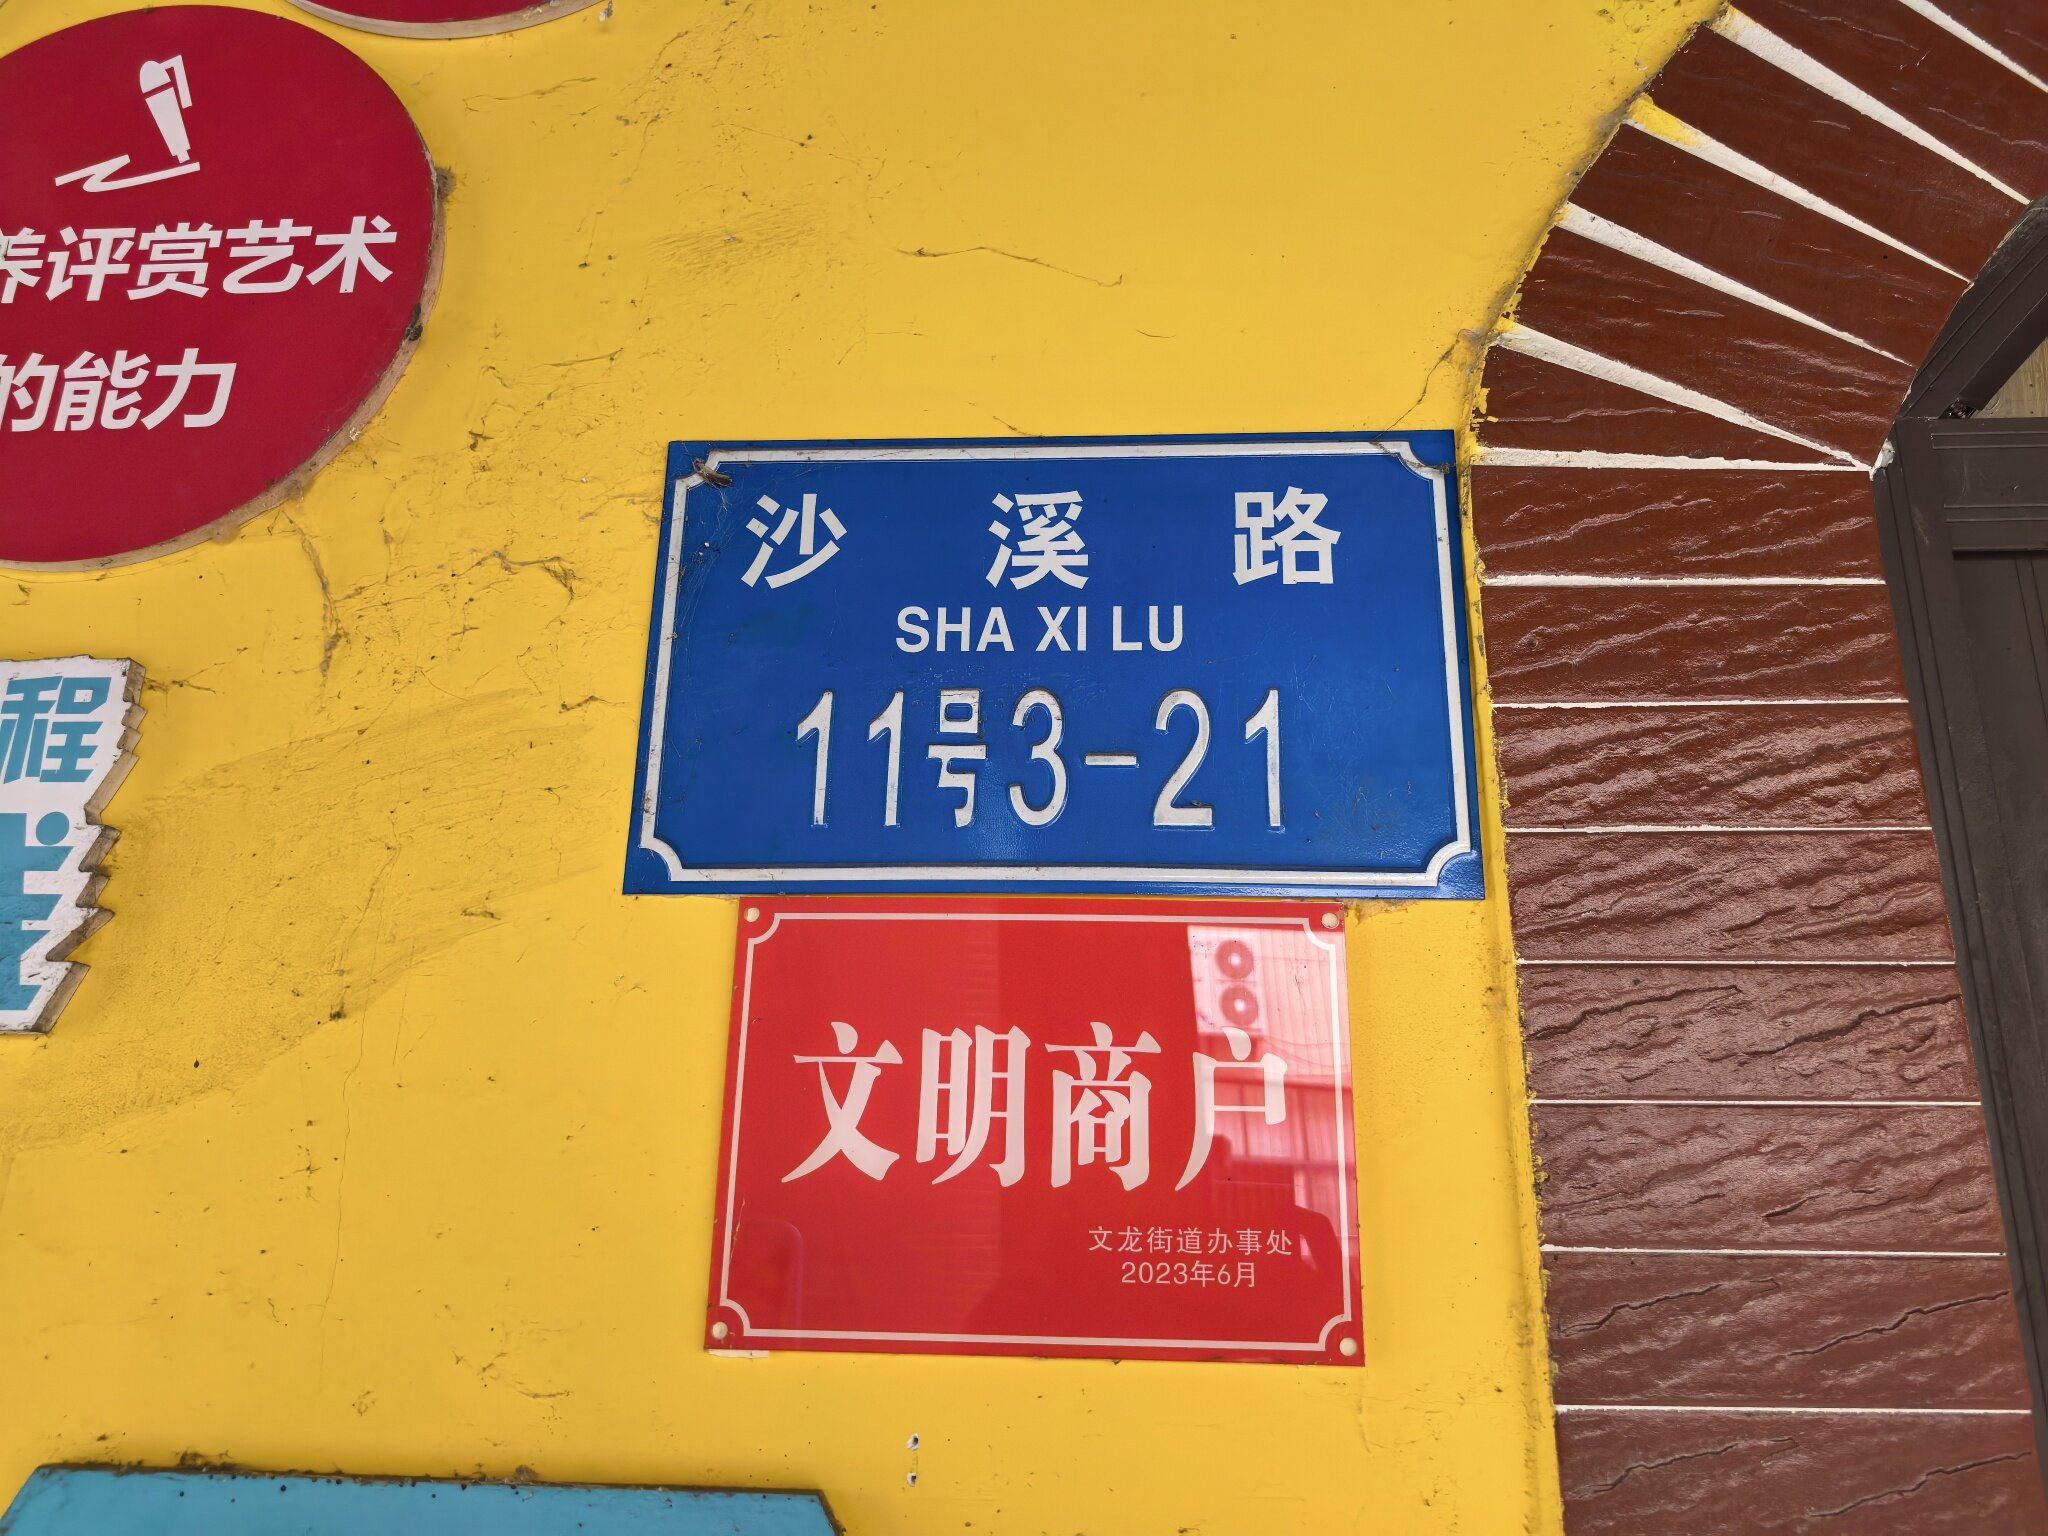 养评赏艺术
的能力
程
沙溪路
SHA XI LU
11号3-21
文明商户
文龙街道办事处
2023年6月